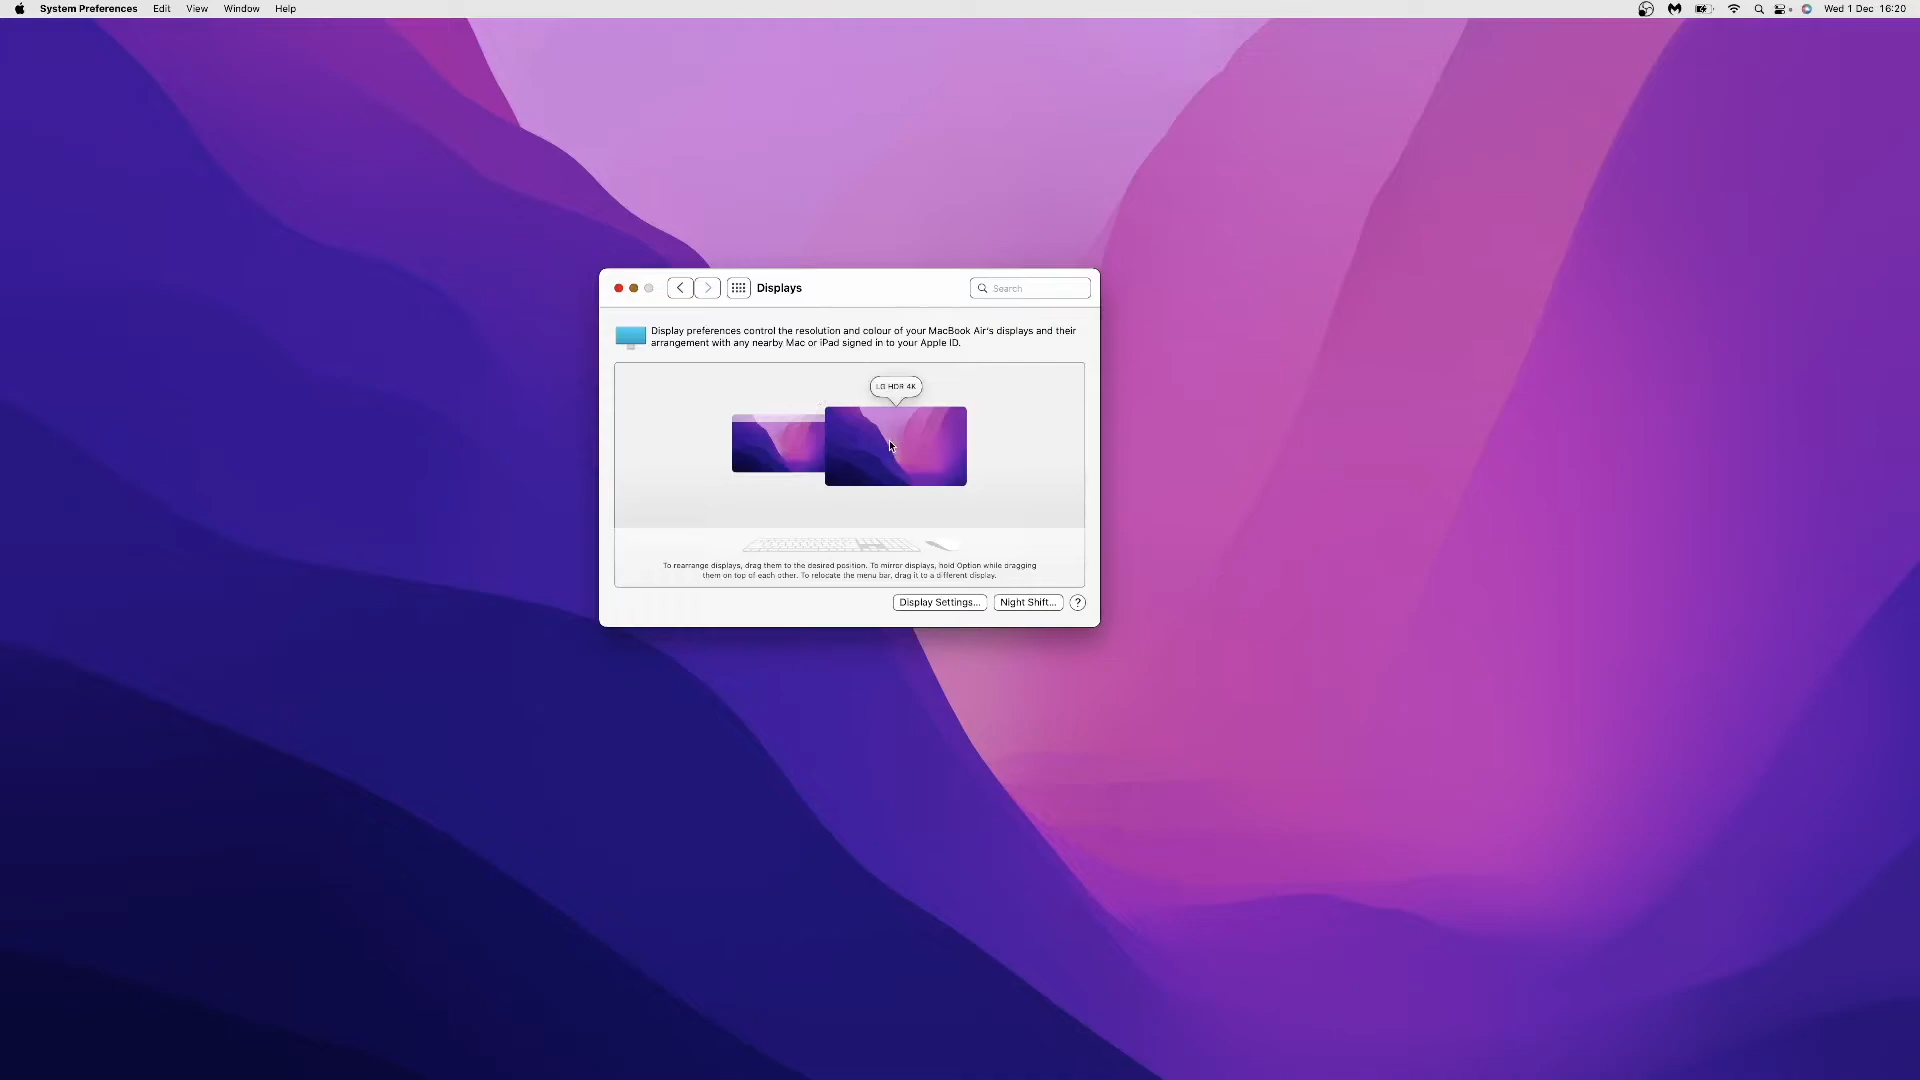 System Preferences Edit View Window Help Wed 1 Dec 16:20
Displays Search
Display preferences control the resolution and colour of your MacBook Air's displays and their
arrangement with any nearby Mac or iPad signed in to your Apple ID.
LG HDR 4K
To rearrange displays, drag them to the desired position. To mirror displays, hold Option while dragging
them on top of each other. To relocate the menu bar, drag it to a different display.
Display Settings... Night Shift... ?